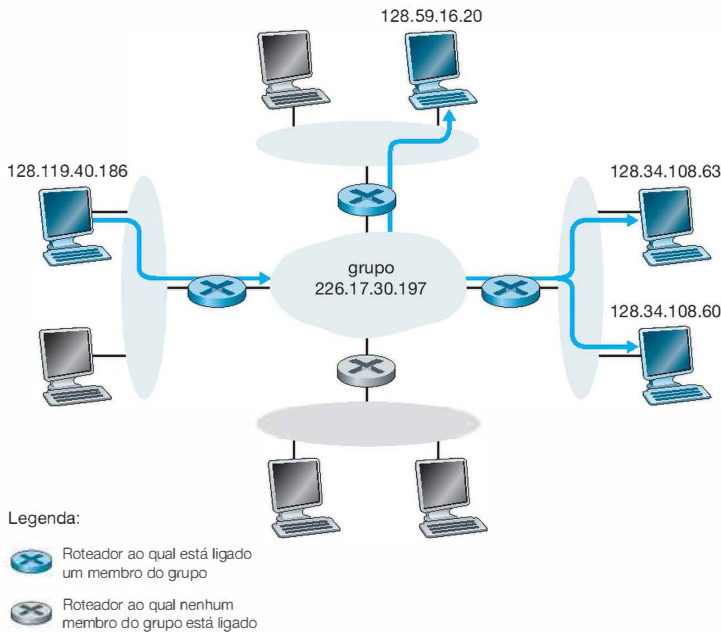 128.59.16.20
128.119.40.186
128.34.108.63
grupo
226.17.30.197
128.34.108.60
Legenda:
Roteador ao qual está ligado
um membro do grupo
Roteador ao qual nenhum
membro do grupo está ligado